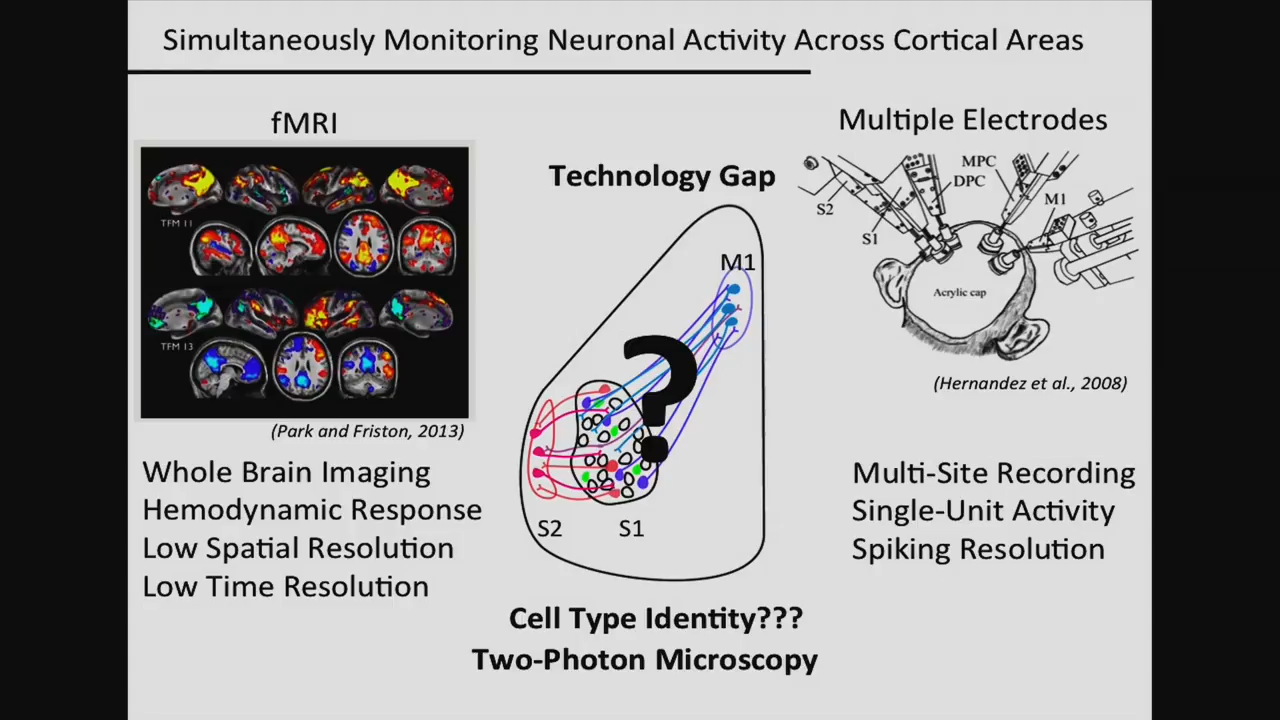 Simultaneously Monitoring Neuronal Activity Across Cortical Areas
fMRI
TFM 11
TFM 13
(Park and Friston, 2013)
Whole Brain Imaging
Hemodynamic Response
Low Spatial Resolution
Low Time Resolution
Technology Gap
M1
?
S2
S1
Cell Type Identity???
Two-Photon Microscopy
Multiple Electrodes
MPC
DPC
S2
M1
S1
Acrylic cap
(Hernandez et al., 2008)
Multi-Site Recording
Single-Unit Activity
Spiking Resolution